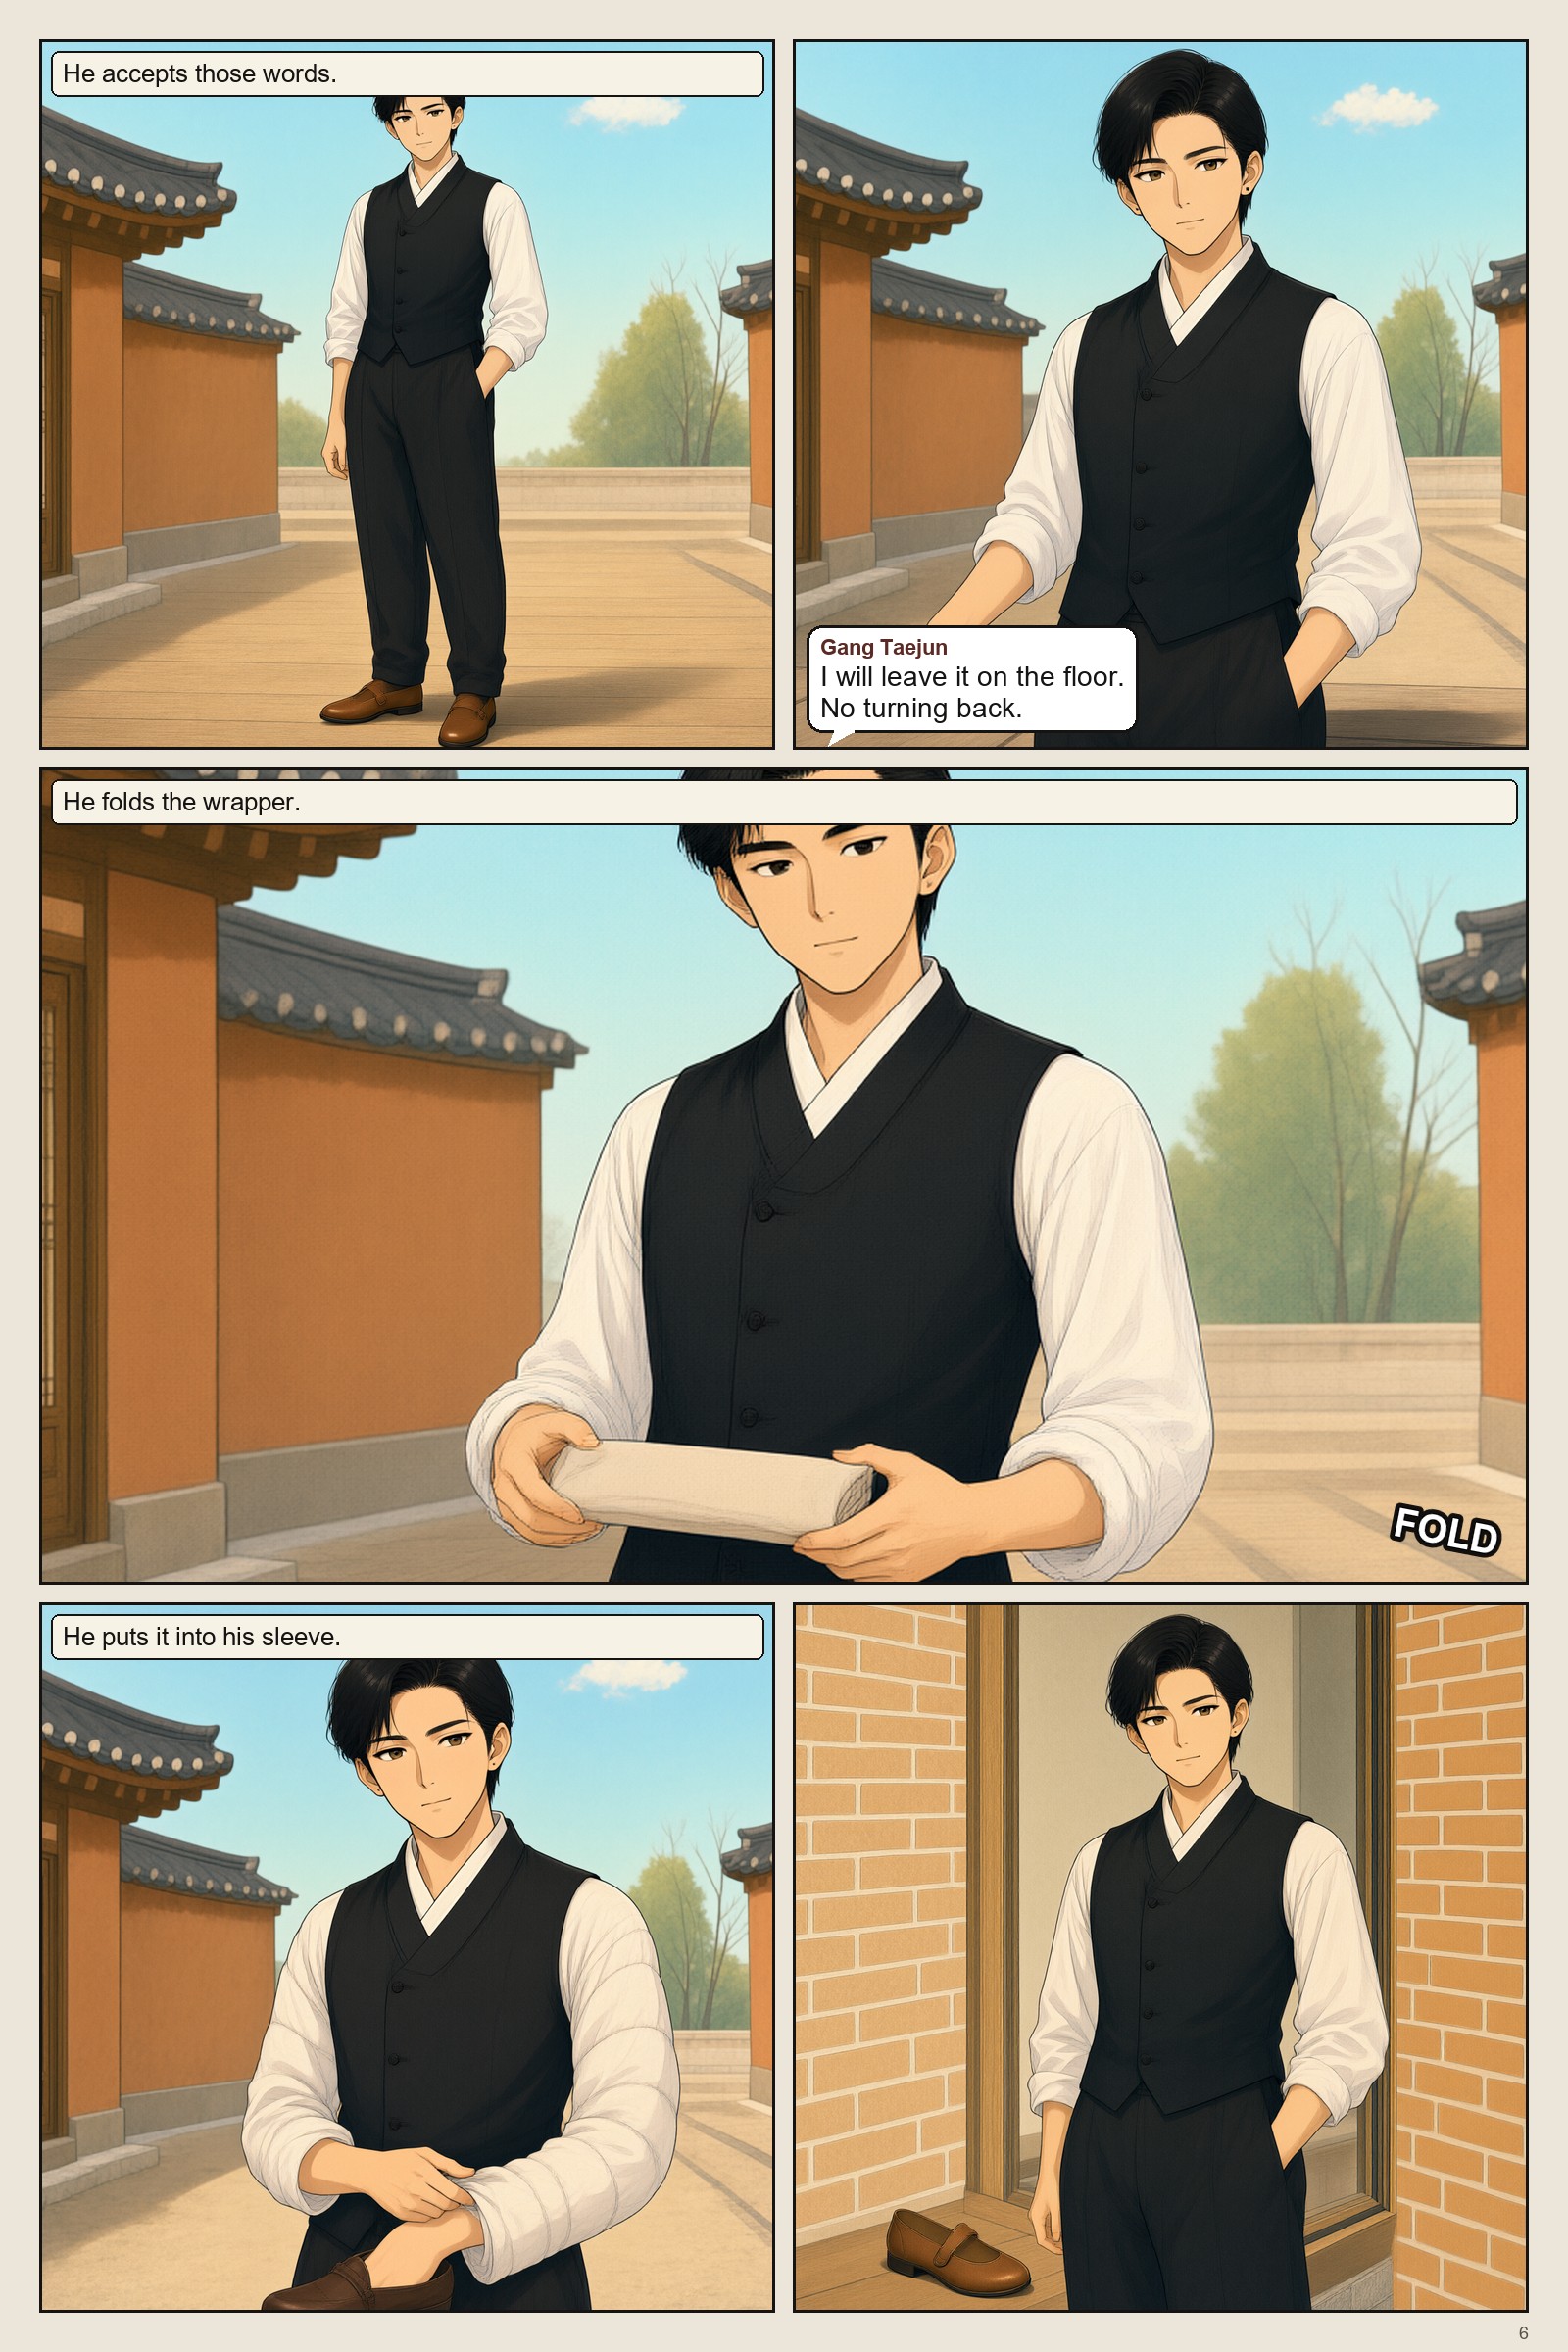 He accepts those words.
Gang Taejun
I will leave it on the floor.
No turning back.
He folds the wrapper.
FOLD
He puts it into his sleeve.
6